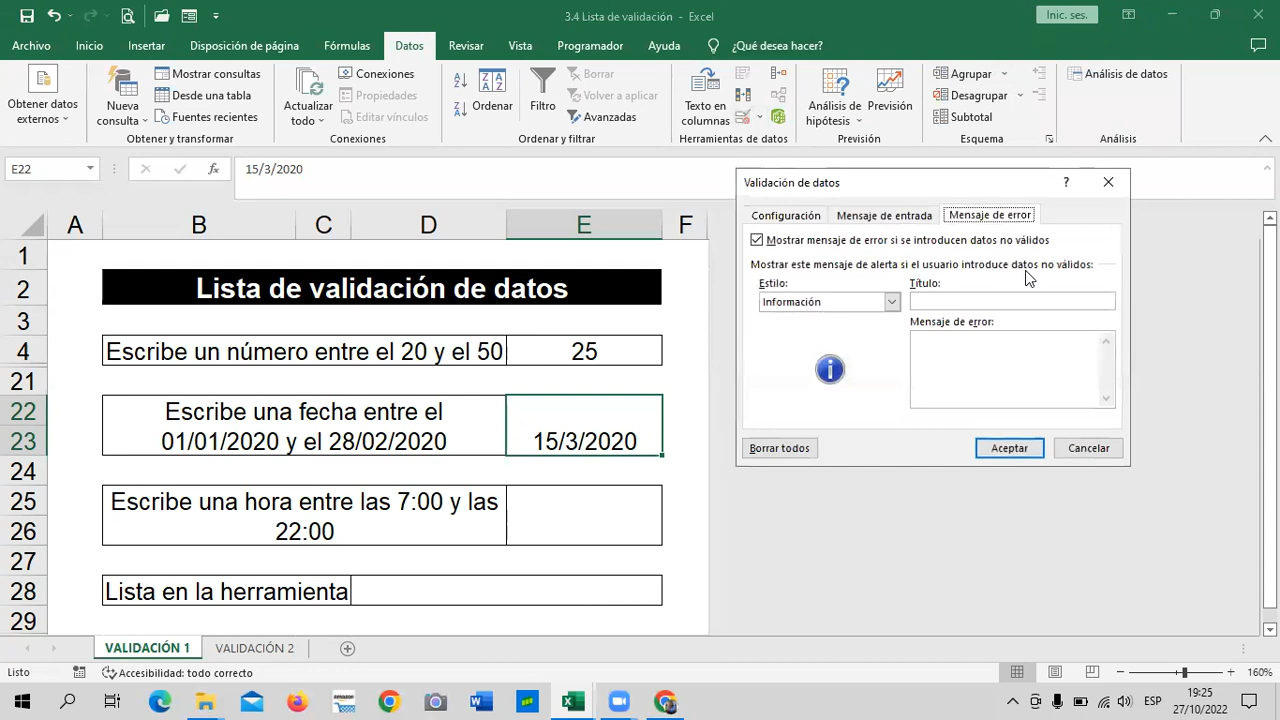 3.4 Lista de validación - Excel
Inic. ses.
Archivo Inicio Insertar Disposición de página Fórmulas Datos Revisar Vista Programador Ayuda ¿Qué desea hacer?
Obtener datos externos
Nueva consulta
Mostrar consultas
Desde una tabla
Fuentes recientes
Obtener y transformar
Actualizar todo
Conexiones
Propiedades
Editar vínculos
Conexiones
Ordenar
Filtro
Borrar
Volver a aplicar
Avanzadas
Ordenar y filtrar
Texto en columnas
Herramientas de datos
Análisis de hipótesis
Previsión
Previsión
Agrupar
Desagrupar
Subtotal
Esquema
Análisis de datos
Análisis
E22
fx
15/3/2020
A B C D E F
1
2 Lista de validación de datos
3
4 Escribe un número entre el 20 y el 50 25
21
22 Escribe una fecha entre el
23 01/01/2020 y el 28/02/2020 15/3/2020
24
25 Escribe una hora entre las 7:00 y las
26 22:00
27
28 Lista en la herramienta
29
Validación de datos
?
Configuración Mensaje de entrada Mensaje de error
Mostrar mensaje de error si se introducen datos no válidos
Mostrar este mensaje de alerta si el usuario introduce datos no válidos:
Estilo: Título:
Información
Mensaje de error:
Borrar todos Aceptar Cancelar
VALIDACIÓN 1 VALIDACIÓN 2
Listo Accesibilidad: todo correcto 160%
ESP
19:25
27/10/2022